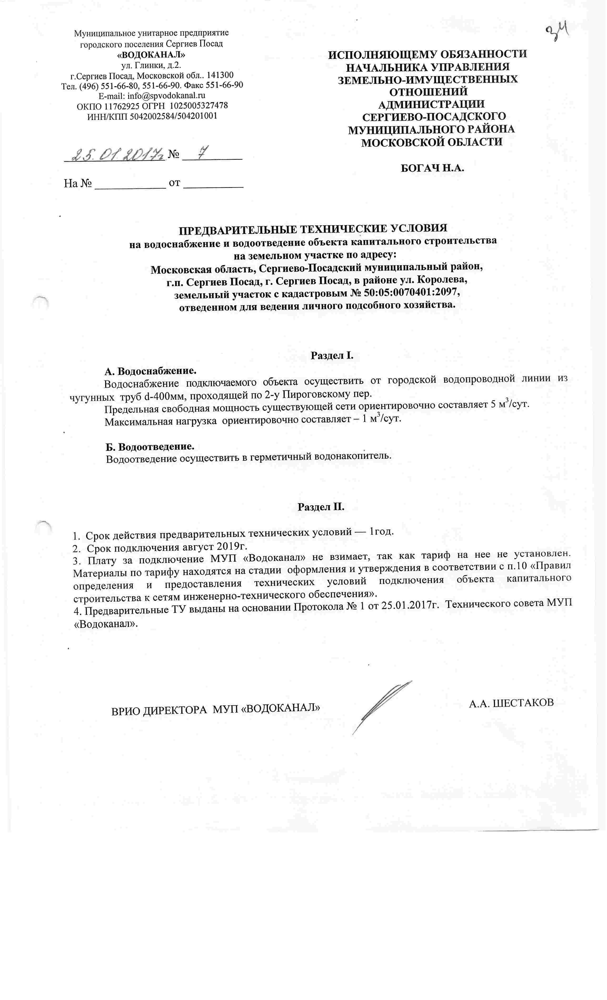 34
Муниципальное унитарное предприятие
городского поселения Сергиев Посад
«ВОДОКАНАЛ»
ул. Глинки, д.2.
г.Сергиев Посад, Московской обл.. 141300
Тел. (496) 551-66-80, 551-66-90. Факс 551-66-90
E-mail: info@spvodokanal.ru
ОКПО 11762925 ОГРН 1025005327478
ИНН/КПП 5042002584/504201001
25.01.2017г № 7
На № ____________ от __________
ИСПОЛНЯЮЩЕМУ ОБЯЗАННОСТИ
НАЧАЛЬНИКА УПРАВЛЕНИЯ
ЗЕМЕЛЬНО-ИМУЩЕСТВЕННЫХ
ОТНОШЕНИЙ
АДМИНИСТРАЦИИ
СЕРГИЕВО-ПОСАДСКОГО
МУНИЦИПАЛЬНОГО РАЙОНА
МОСКОВСКОЙ ОБЛАСТИ
БОГАЧ Н.А.
ПРЕДВАРИТЕЛЬНЫЕ ТЕХНИЧЕСКИЕ УСЛОВИЯ
на водоснабжение и водоотведение объекта капитального строительства
на земельном участке по адресу:
Московская область, Сергиево-Посадский муниципальный район,
г.п. Сергиев Посад, г. Сергиев Посад, в районе ул. Королева,
земельный участок с кадастровым № 50:05:0070401:2097,
отведенном для ведения личного подсобного хозяйства.
Раздел I.
А. Водоснабжение.
Водоснабжение подключаемого объекта осуществить от городской водопроводной линии из
чугунных труб d-400мм, проходящей по 2-у Пироговскому пер.
Предельная свободная мощность существующей сети ориентировочно составляет 5 м³/сут.
Максимальная нагрузка ориентировочно составляет – 1 м³/сут.
Б. Водоотведение.
Водоотведение осуществить в герметичный водонакопитель.
Раздел II.
1. Срок действия предварительных технических условий — 1год.
2. Срок подключения август 2019г.
3. Плату за подключение МУП «Водоканал» не взимает, так как тариф на нее не установлен.
Материалы по тарифу находятся на стадии оформления и утверждения в соответствии с п.10 «Правил
определения и предоставления технических условий подключения объекта капитального
строительства к сетям инженерно-технического обеспечения».
4. Предварительные ТУ выданы на основании Протокола № 1 от 25.01.2017г. Технического совета МУП
«Водоканал».
ВРИО ДИРЕКТОРА МУП «ВОДОКАНАЛ» А.А. ШЕСТАКОВ